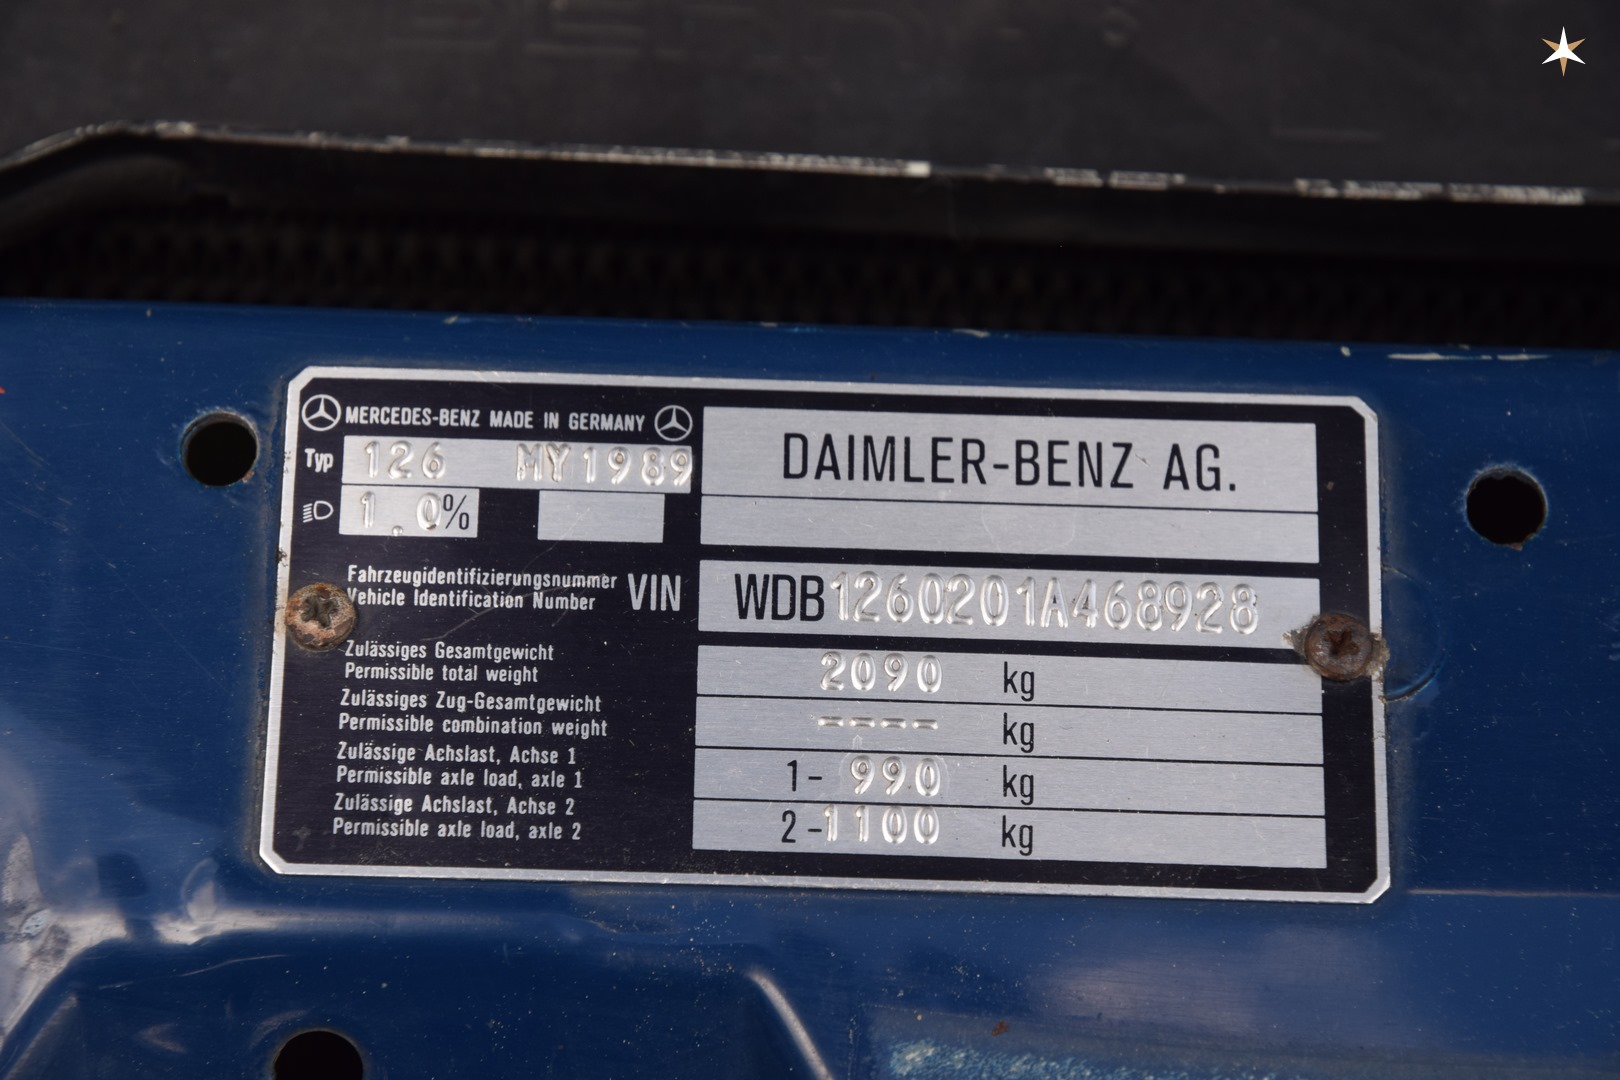 MERCEDES-BENZ MADE IN GERMANY
Typ 126 MY1989
1.0%
DAIMLER-BENZ AG.
Fahrzeugidentifizierungsnummer
Vehicle Identification Number
VIN WDB1260201A468928
Zulässiges Gesamtgewicht
Permissible total weight
2090 kg
Zulässiges Zug-Gesamtgewicht
Permissible combination weight
---- kg
Zulässige Achslast, Achse 1
Permissible axle load, axle 1
1- 990 kg
Zulässige Achslast, Achse 2
Permissible axle load, axle 2
2-1100 kg